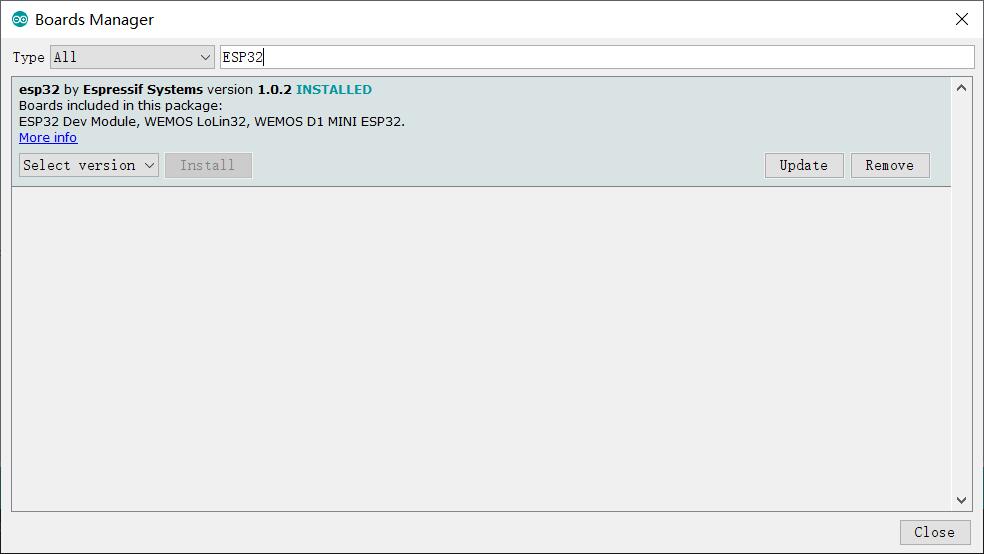 Boards Manager
Type All ESP32
esp32 by Espressif Systems version 1.0.2 INSTALLED
Boards included in this package:
ESP32 Dev Module, WEMOS LoLin32, WEMOS D1 MINI ESP32.
More info
Select version Install Update Remove
Close